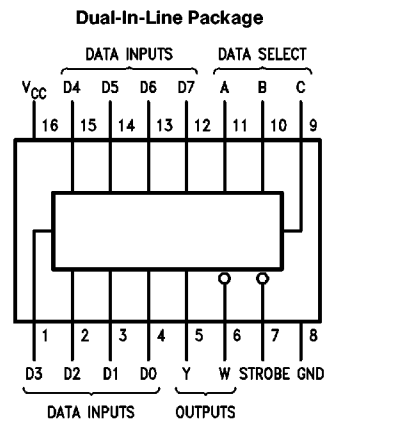 Dual-In-Line Package
DATA INPUTS DATA SELECT
VCC D4 D5 D6 D7 A B C
16 15 14 13 12 11 10 9
1 2 3 4 5 6 7 8
D3 D2 D1 D0 Y W STROBE GND
DATA INPUTS OUTPUTS